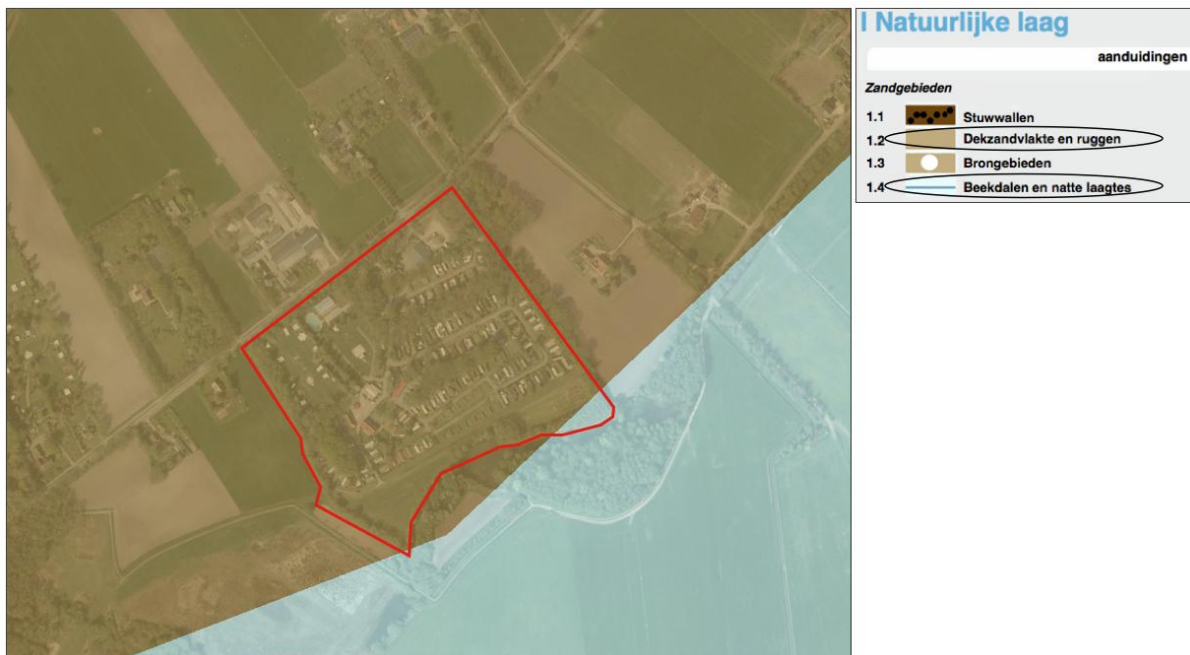 I Natuurlijke laag
aanduidingen
Zandgebieden
1.1 Stuwwallen
1.2 Dekzandvlakte en ruggen
1.3 Brongebieden
1.4 Beekdalen en natte laagtes